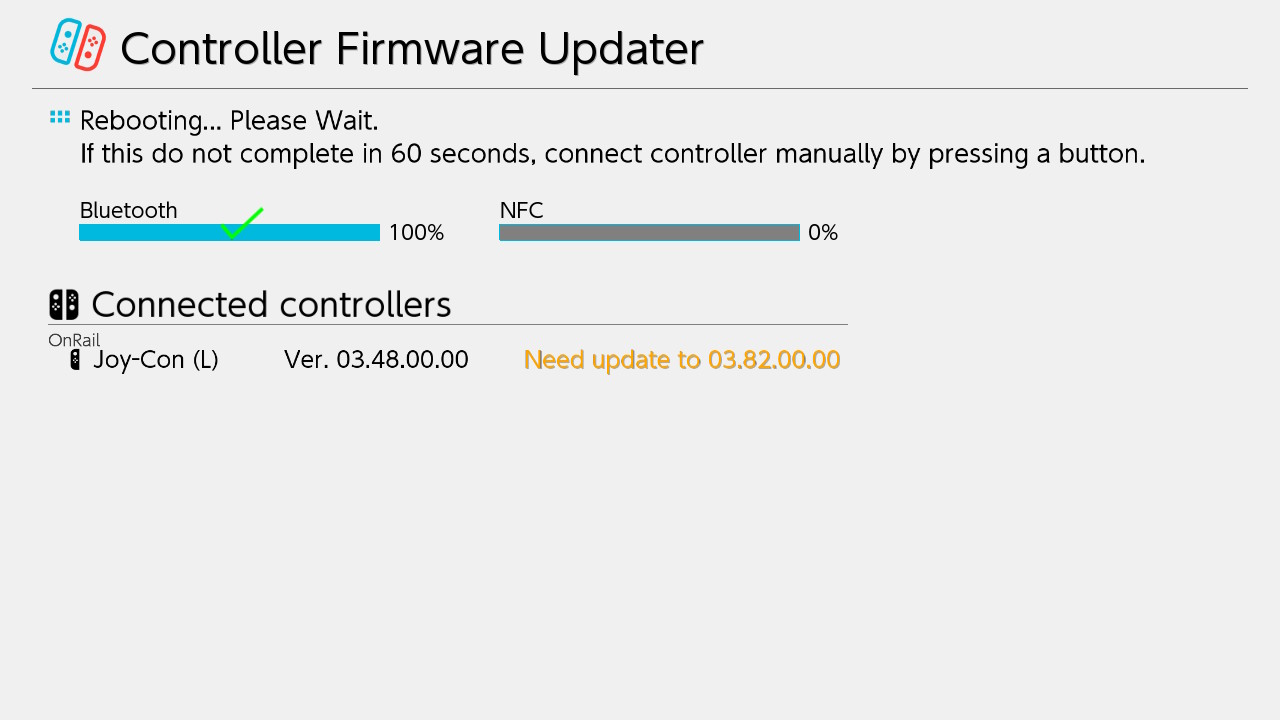 Controller Firmware Updater
Rebooting... Please Wait.
If this do not complete in 60 seconds, connect controller manually by pressing a button.
Bluetooth
100%
NFC
0%
Connected controllers
OnRail
Joy-Con (L) Ver. 03.48.00.00 Need update to 03.82.00.00